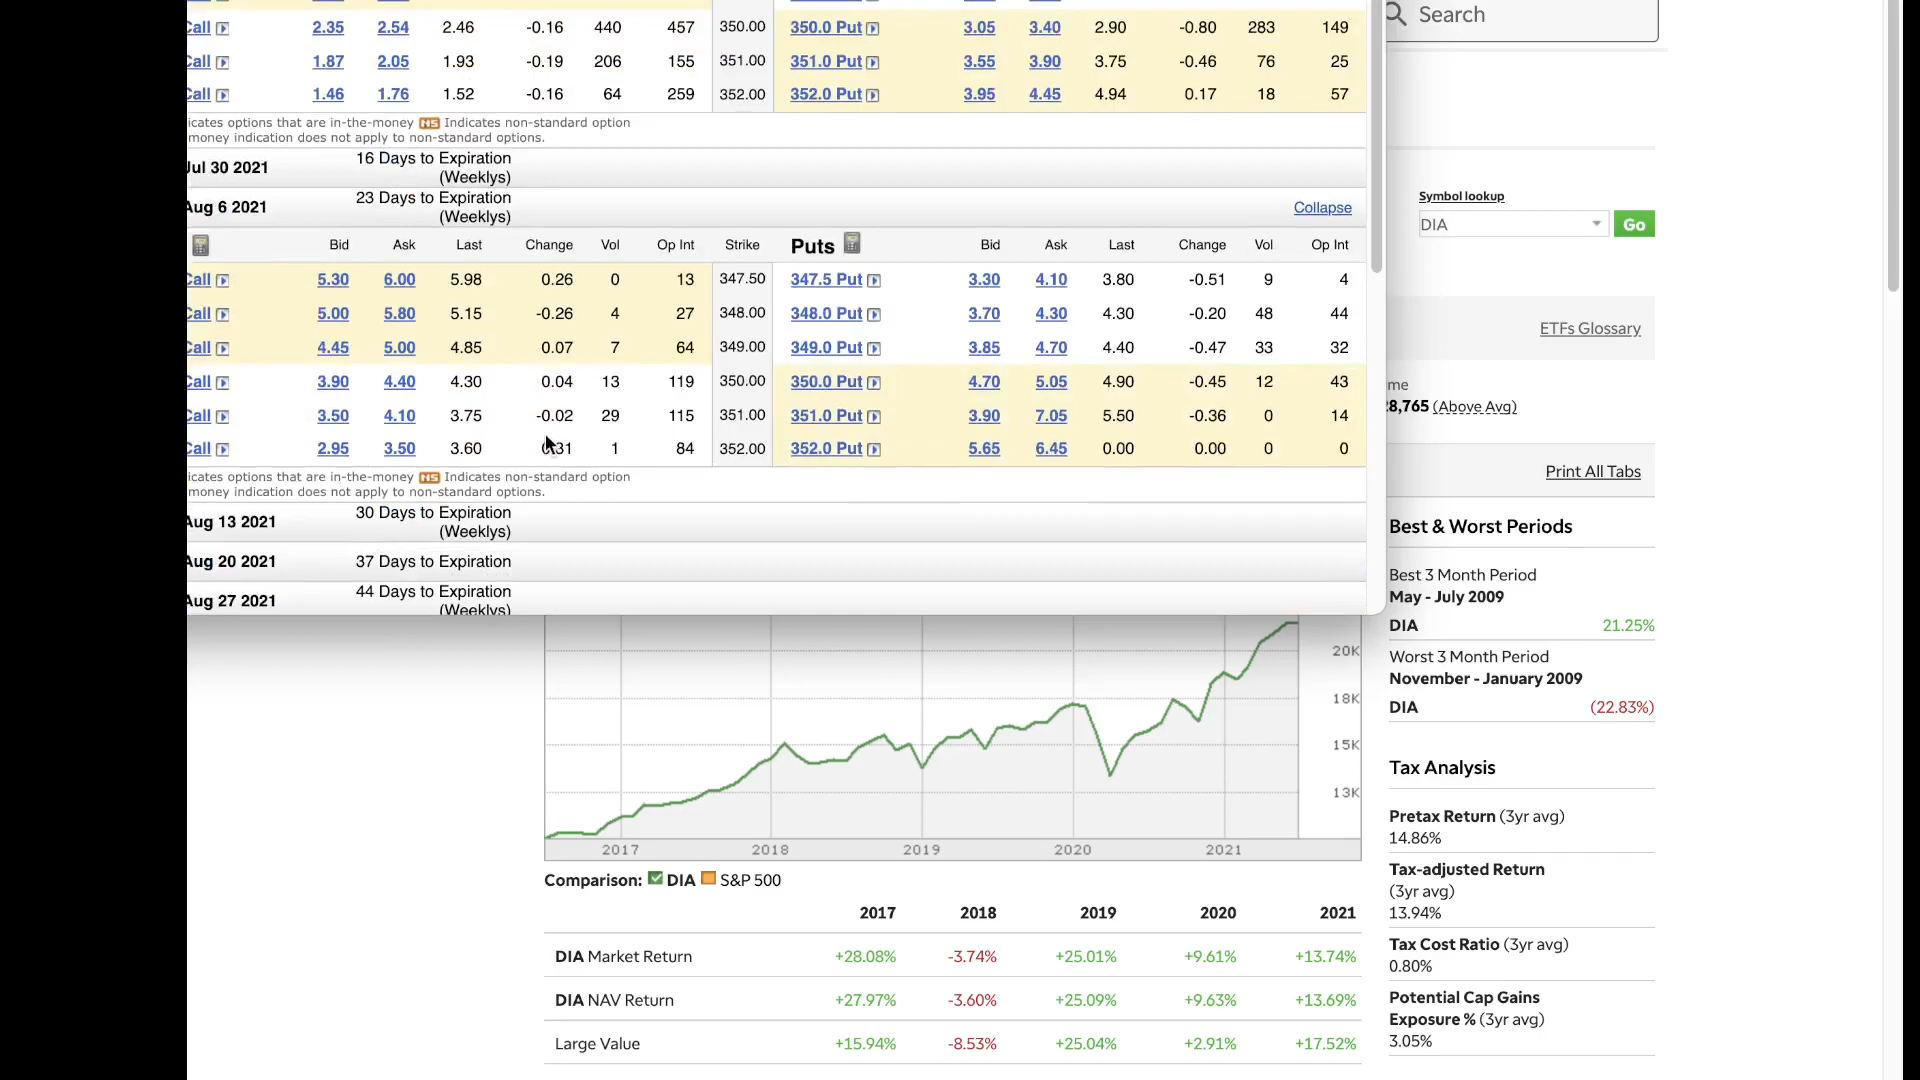 Call 2.35 2.54 2.46 -0.16 440 457 350.00 350.0 Put 3.05 3.40 2.90 -0.80 283 149
Call 1.87 2.05 1.93 -0.19 206 155 351.00 351.0 Put 3.55 3.90 3.75 -0.46 76 25
Call 1.46 1.76 1.52 -0.16 64 259 352.00 352.0 Put 3.95 4.45 4.94 0.17 18 57
icates options that are in-the-money NS Indicates non-standard option
money indication does not apply to non-standard options.
Jul 30 2021 16 Days to Expiration
(Weeklys)
Aug 6 2021 23 Days to Expiration
(Weeklys)
Collapse
Bid Ask Last Change Vol Op Int Strike Puts Bid Ask Last Change Vol Op Int
Call 5.30 6.00 5.98 0.26 0 13 347.50 347.5 Put 3.30 4.10 3.80 -0.51 9 4
Call 5.00 5.80 5.15 -0.26 4 27 348.00 348.0 Put 3.70 4.30 4.30 -0.20 48 44
Call 4.45 5.00 4.85 0.07 7 64 349.00 349.0 Put 3.85 4.70 4.40 -0.47 33 32
Call 3.90 4.40 4.30 0.04 13 119 350.00 350.0 Put 4.70 5.05 4.90 -0.45 12 43
Call 3.50 4.10 3.75 -0.02 29 115 351.00 351.0 Put 3.90 7.05 5.50 -0.36 0 14
Call 2.95 3.50 3.60 1 84 352.00 352.0 Put 5.65 6.45 0.00 0.00 0 0
icates options that are in-the-money NS Indicates non-standard option
money indication does not apply to non-standard options.
Aug 13 2021 30 Days to Expiration
(Weeklys)
Aug 20 2021 37 Days to Expiration
Aug 27 2021 44 Days to Expiration
(Weeklys)
Search
Symbol lookup
DIA Go
ETFs Glossary
me
28,765 (Above Avg)
Print All Tabs
Best & Worst Periods
Best 3 Month Period
May - July 2009
DIA 21.25%
Worst 3 Month Period
November - January 2009
DIA (22.83%)
Tax Analysis
Pretax Return (3yr avg)
14.86%
Tax-adjusted Return
(3yr avg)
13.94%
Tax Cost Ratio (3yr avg)
0.80%
Potential Cap Gains
Exposure % (3yr avg)
3.05%
20K
18K
15K
13K
2017 2018 2019 2020 2021
Comparison: DIA S&P 500
2017 2018 2019 2020 2021
DIA Market Return +28.08% -3.74% +25.01% +9.61% +13.74%
DIA NAV Return +27.97% -3.60% +25.09% +9.63% +13.69%
Large Value +15.94% -8.53% +25.04% +2.91% +17.52%